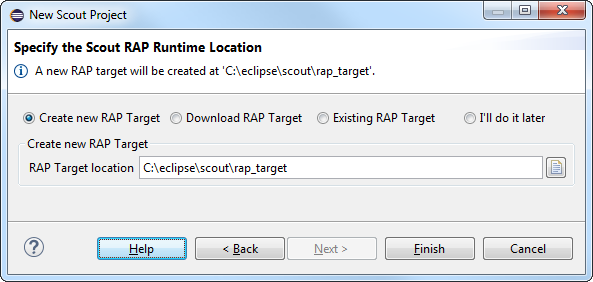 New Scout Project
Specify the Scout RAP Runtime Location
A new RAP target will be created at 'C:\eclipse\scout\rap_target'.
Create new RAP Target Download RAP Target Existing RAP Target I'll do it later
Create new RAP Target
RAP Target location C:\eclipse\scout\rap_target
? Help < Back Next > Finish Cancel